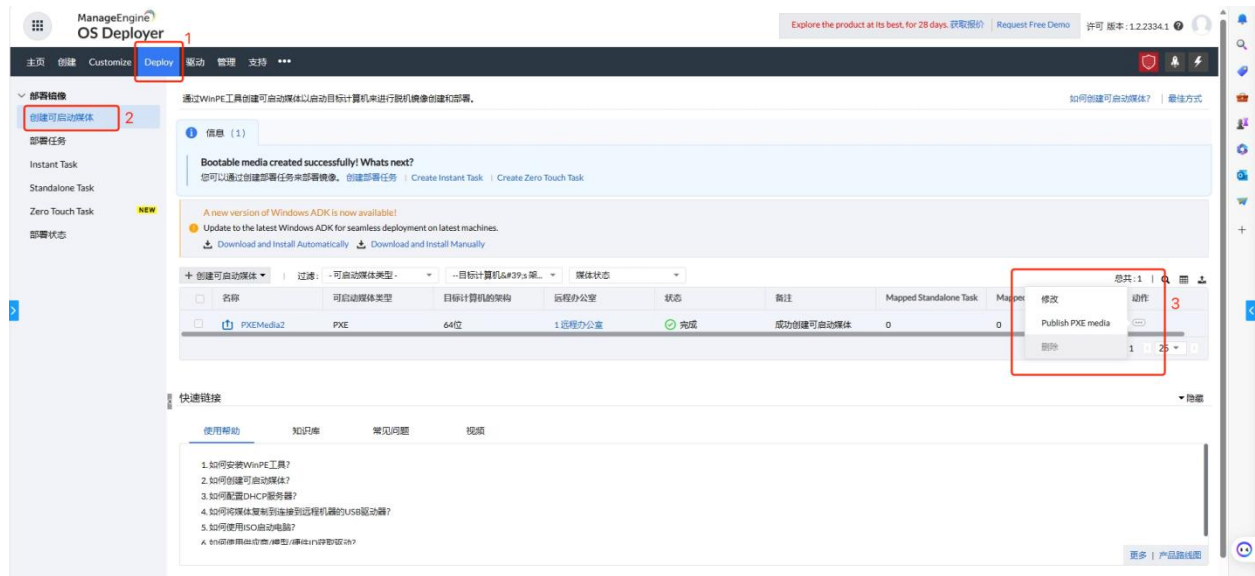 ManageEngine
OS Deployer
Explore the product at its best, for 28 days. 获取报价 | Request Free Demo
许可 版本 : 1.2.2334.1
1
主页 创建 Customize Deploy 驱动 管理 支持 •••
部署镜像
创建可启动媒体
2
部署任务
Instant Task
Standalone Task
Zero Touch Task NEW
部署状态
通过WinPE工具创建可启动媒体以启动目标计算机来进行脱机镜像创建和部署。
如何创建可启动媒体? | 最佳方式
信息 (1)
Bootable media created successfully! Whats next?
您可以通过创建部署任务来部署镜像。 创建部署任务 | Create Instant Task | Create Zero Touch Task
A new version of Windows ADK is now available!
Update to the latest Windows ADK for seamless deployment on latest machines.
Download and Install Automatically Download and Install Manually
+ 创建可启动媒体 | 过滤: -可启动媒体类型- --目标计算机&#39;s 架... 媒体状态
总共:1 |
名称 可启动媒体类型 目标计算机的架构 远程办公室 状态 备注 Mapped Standalone Task Mapped 动作
PXEMedia2 PXE 64位 1 远程办公室 完成 成功创建可启动媒体 0 0
修改
Publish PXE media
删除
3
1 25
快速链接
隐藏
使用帮助 知识库 常见问题 视频
1. 如何安装WinPE工具?
2. 如何创建可启动媒体?
3. 如何配置DHCP服务器?
4. 如何将媒体复制到连接到远程机器的USB驱动器?
5. 如何使用ISO启动电脑?
6. 如何使用供应商/模型/硬件ID获取驱动?
更多 | 产品路线图